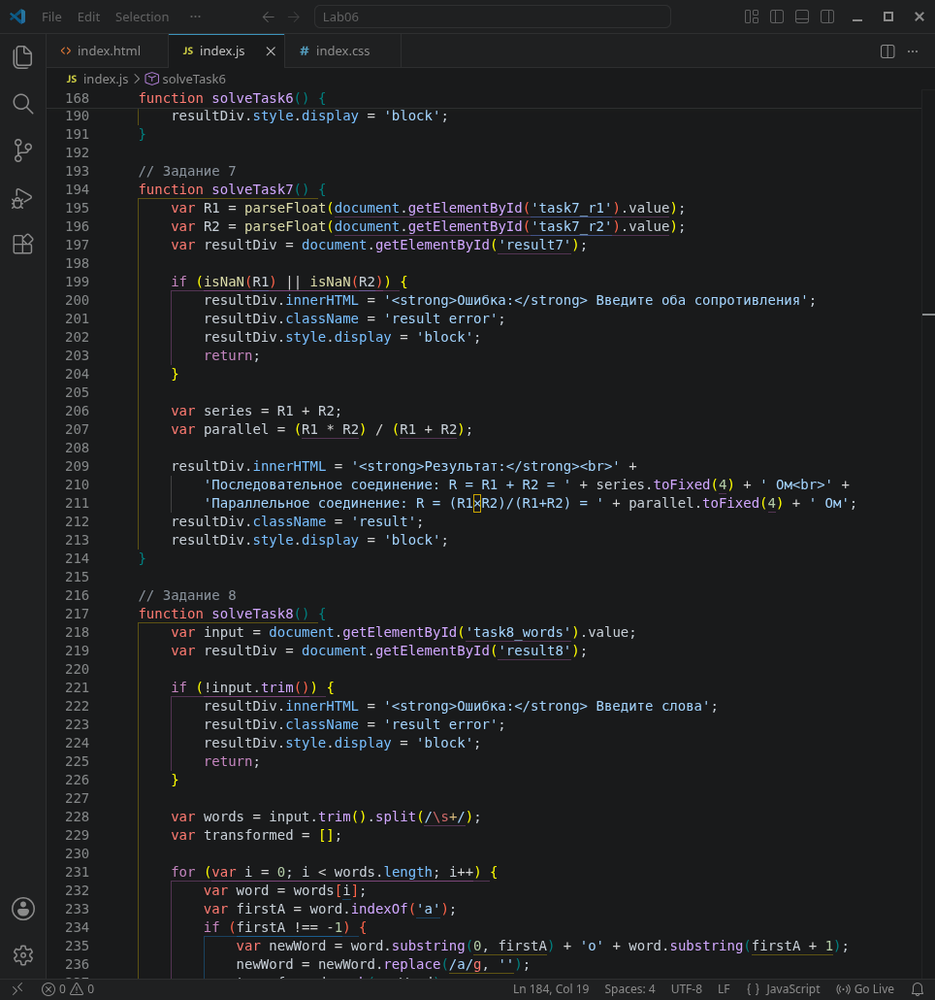 File Edit Selection ··· Lab06
index.html JS index.js # index.css ···
JS index.js > solveTask6
168 function solveTask6() {
190 resultDiv.style.display = 'block';
191 }
192
193 // Задание 7
194 function solveTask7() {
195 var R1 = parseFloat(document.getElementById('task7_r1').value);
196 var R2 = parseFloat(document.getElementById('task7_r2').value);
197 var resultDiv = document.getElementById('result7');
198
199 if (isNaN(R1) || isNaN(R2)) {
200 resultDiv.innerHTML = '<strong>Ошибка:</strong> Введите оба сопротивления';
201 resultDiv.className = 'result error';
202 resultDiv.style.display = 'block';
203 return;
204 }
205
206 var series = R1 + R2;
207 var parallel = (R1 * R2) / (R1 + R2);
208
209 resultDiv.innerHTML = '<strong>Результат:</strong><br>' +
210 'Последовательное соединение: R = R1 + R2 = ' + series.toFixed(4) + ' Ом<br>' +
211 'Параллельное соединение: R = (R1×R2)/(R1+R2) = ' + parallel.toFixed(4) + ' Ом';
212 resultDiv.className = 'result';
213 resultDiv.style.display = 'block';
214 }
215
216 // Задание 8
217 function solveTask8() {
218 var input = document.getElementById('task8_words').value;
219 var resultDiv = document.getElementById('result8');
220
221 if (!input.trim()) {
222 resultDiv.innerHTML = '<strong>Ошибка:</strong> Введите слова';
223 resultDiv.className = 'result error';
224 resultDiv.style.display = 'block';
225 return;
226 }
227
228 var words = input.trim().split(/\s+/);
229 var transformed = [];
230
231 for (var i = 0; i < words.length; i++) {
232 var word = words[i];
233 var firstA = word.indexOf('a');
234 if (firstA !== -1) {
235 var newWord = word.substring(0, firstA) + 'o' + word.substring(firstA + 1);
236 newWord = newWord.replace(/a/g, '');
0 0 Ln 184, Col 19 Spaces: 4 UTF-8 LF { } JavaScript Go Live